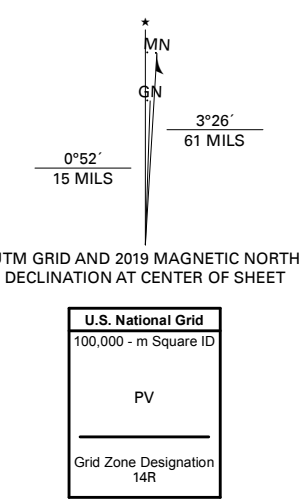 ★
MN
GN
3°26´
61 MILS
0°52´
15 MILS
UTM GRID AND 2019 MAGNETIC NORTH
DECLINATION AT CENTER OF SHEET
U.S. National Grid
100,000 - m Square ID
PV
Grid Zone Designation
14R